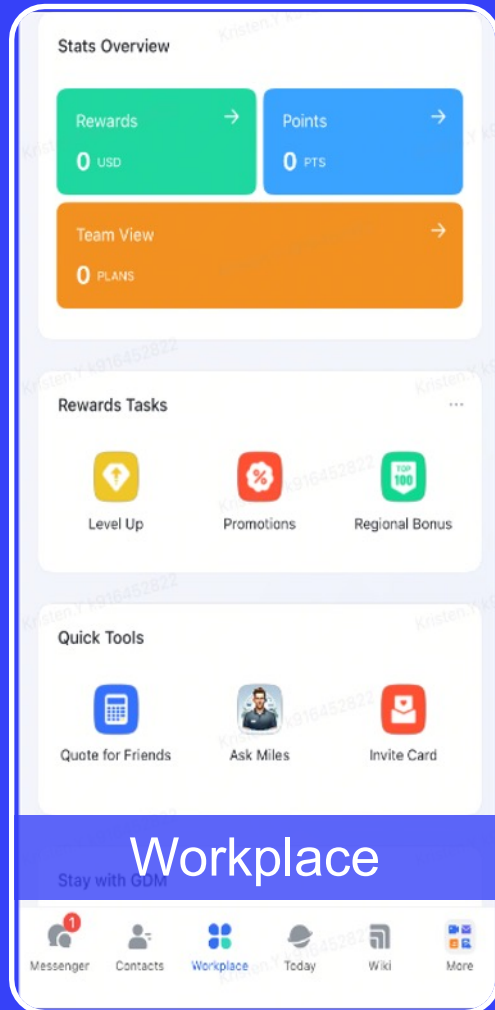 Stats Overview
Rewards
0 USD
Points
0 PTS
Team View
0 PLANS
Rewards Tasks
Level Up
Promotions
TOP
100
Regional Bonus
Quick Tools
Quote for Friends
Ask Miles
Invite Card
Stay with GDM
Workplace
1
Messenger
Contacts
Workplace
Today
Wiki
More
Kristen.Y k916452822